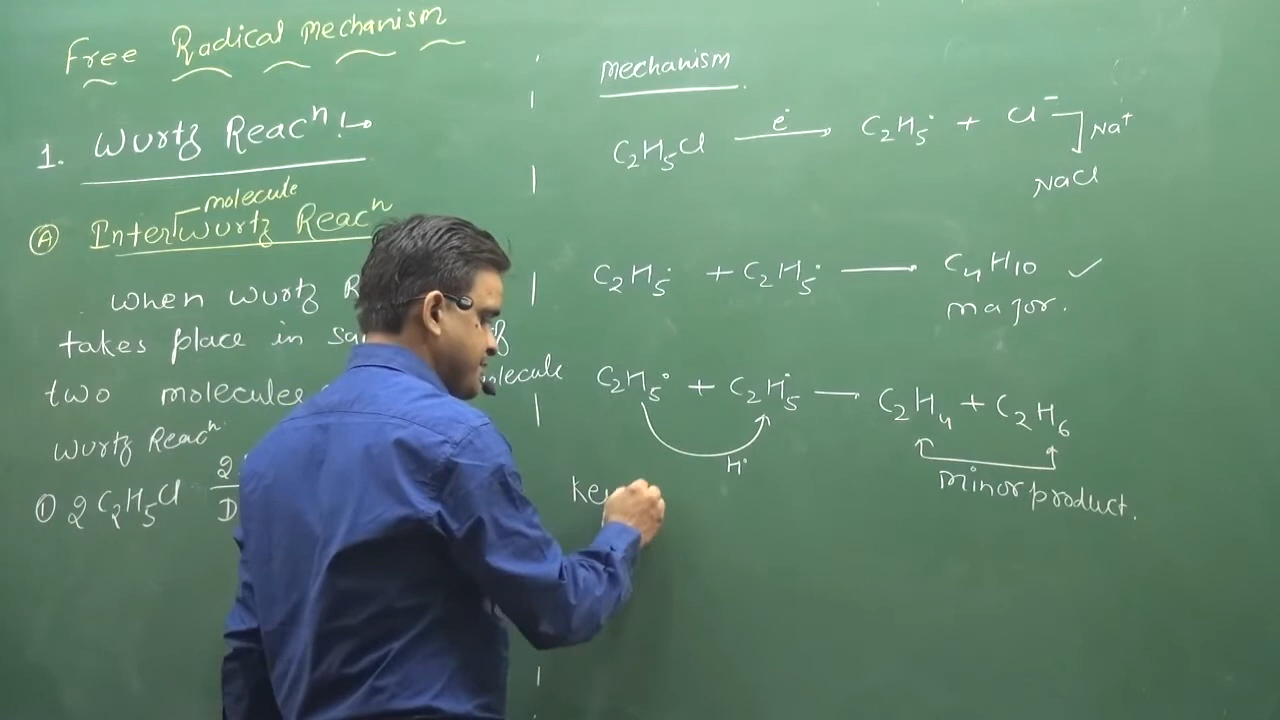 Free Radical Mechanism
1. Wurtz Reacⁿ.↳
molecule
Ⓐ Inter Wurtz Reacⁿ
when wurtz
takes place in
two molecules molecule
Wurtz Reacⁿ.
① 2 C₂H₅Cl 2
D
Mechanism
C₂H₅Cl —e⁻→ C₂H₅• + Cl⁻ Na⁺
NaCl
C₂H₅• + C₂H₅• —→ C₄H₁₀ ✓
major.
C₂H₅• + C₂H₅• — C₂H₄ + C₂H₆
H•
minor product.
Key